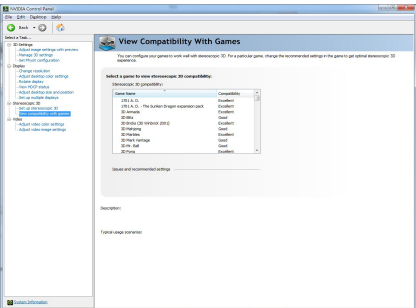 NVIDIA Control Panel
File Edit Desktop Help
Back
Select a Task...
3D Settings
Adjust image settings with preview
Manage 3D settings
Set PhysX configuration
Display
Change resolution
Adjust desktop color settings
Rotate display
View HDCP status
Adjust desktop size and position
Set up multiple displays
Stereoscopic 3D
Set up stereoscopic 3D
View compatibility with games
Video
Adjust video color settings
Adjust video image settings
System Information
View Compatibility With Games
You can configure your games to work well with stereoscopic 3D. For a particular game, change the recommended settings in the game to get optimal stereoscopic 3D
experience.
Select a game to view stereoscopic 3D compatibility:
Stereoscopic 3D compatibility:
Game Name Compatibility
1701 A. D. Excellent
1701 A. D. - The Sunken Dragon expansion pack Excellent
3D Armada Excellent
3D Blitz Good
3D Bricks (3D Winbrick 2001) Excellent
3D Mahjong Good
3D Marbles Excellent
3D Mark Vantage Good
3D Mr. Ball Good
3D Pong Excellent
Issues and recommended settings
Description:
Typical usage scenarios: